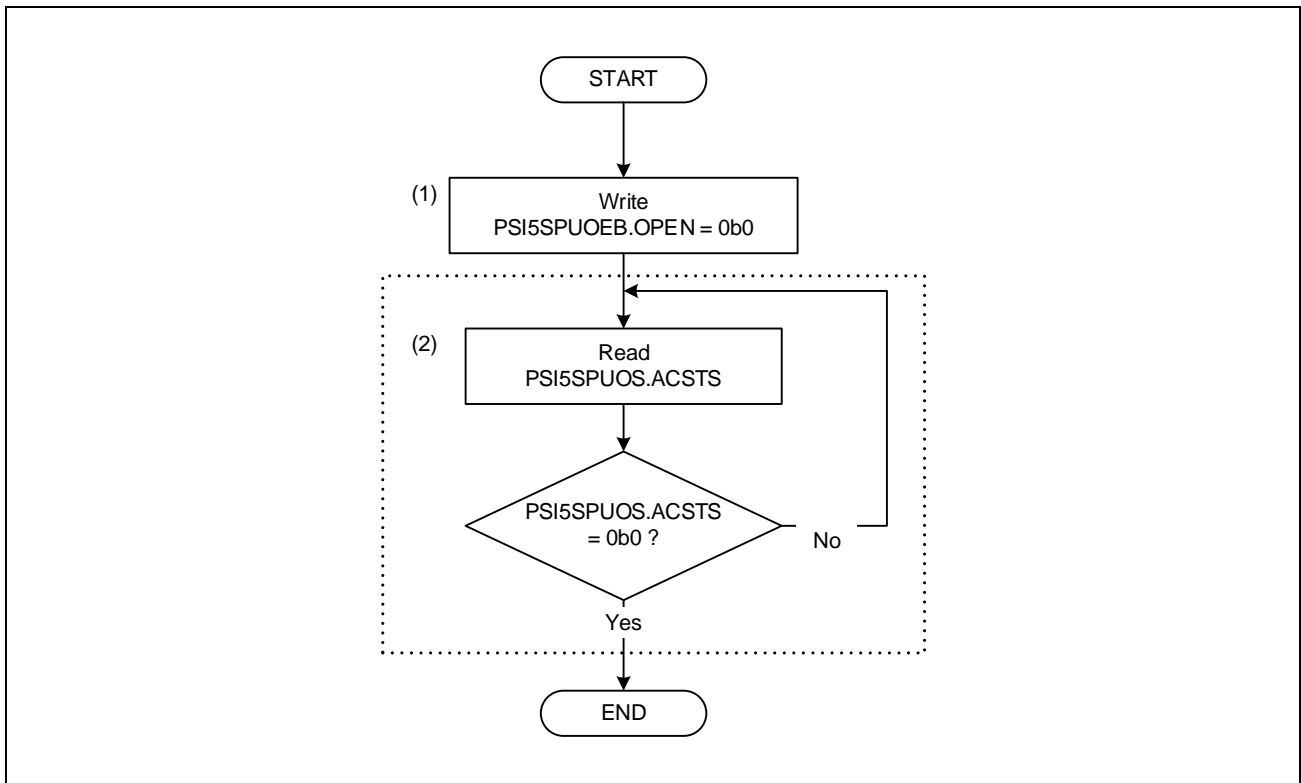 START
(1)
Write
PSI5SPUOEB.OPEN = 0b0
(2)
Read
PSI5SPUOS.ACSTS
PSI5SPUOS.ACSTS
= 0b0 ?
No
Yes
END